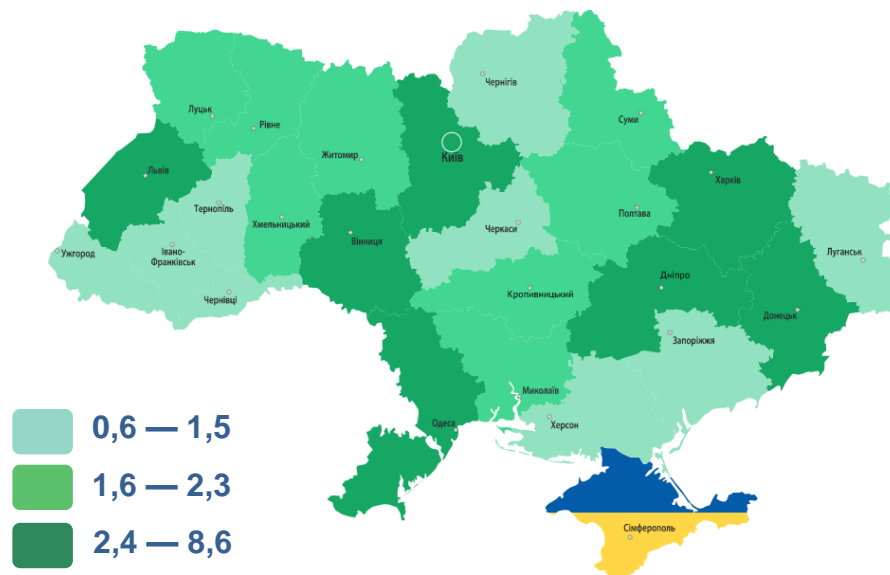 Чернігів
Луцьк
Рівне
Суми
Житомир
Київ
Львів
Харків
Тернопіль
Хмельницький
Полтава
Черкаси
Вінниця
Ужгород
Івано-
Франківськ
Луганськ
Дніпро
Чернівці
Кропивницький
Донецьк
Запоріжжя
Миколаїв
Одеса
Херсон
Сімферополь
0,6 — 1,5
1,6 — 2,3
2,4 — 8,6